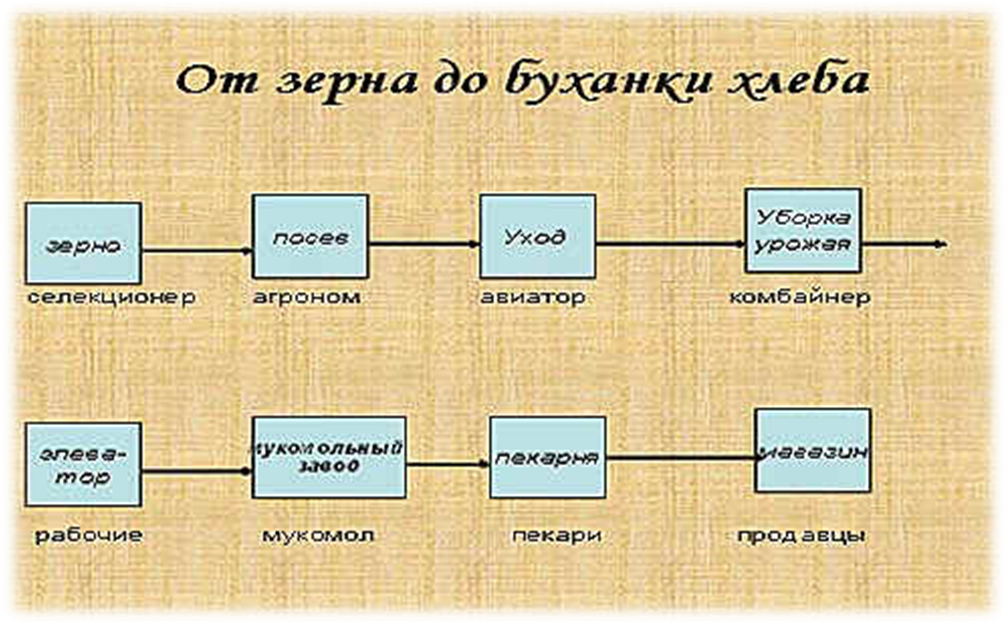 От зерна до буханки хлеба
зерно
посев
Уход
Уборка
урожая
селекционер
агроном
авиатор
комбайнер
элева-
тор
мукомольный
завод
пекарня
магазин
рабочие
мукомол
пекари
продавцы